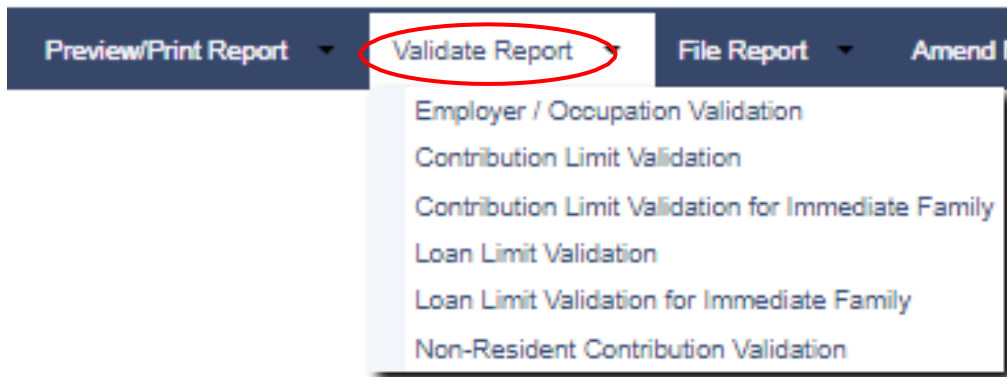 Preview/Print Report Validate Report File Report Amend
Employer / Occupation Validation
Contribution Limit Validation
Contribution Limit Validation for Immediate Family
Loan Limit Validation
Loan Limit Validation for Immediate Family
Non-Resident Contribution Validation